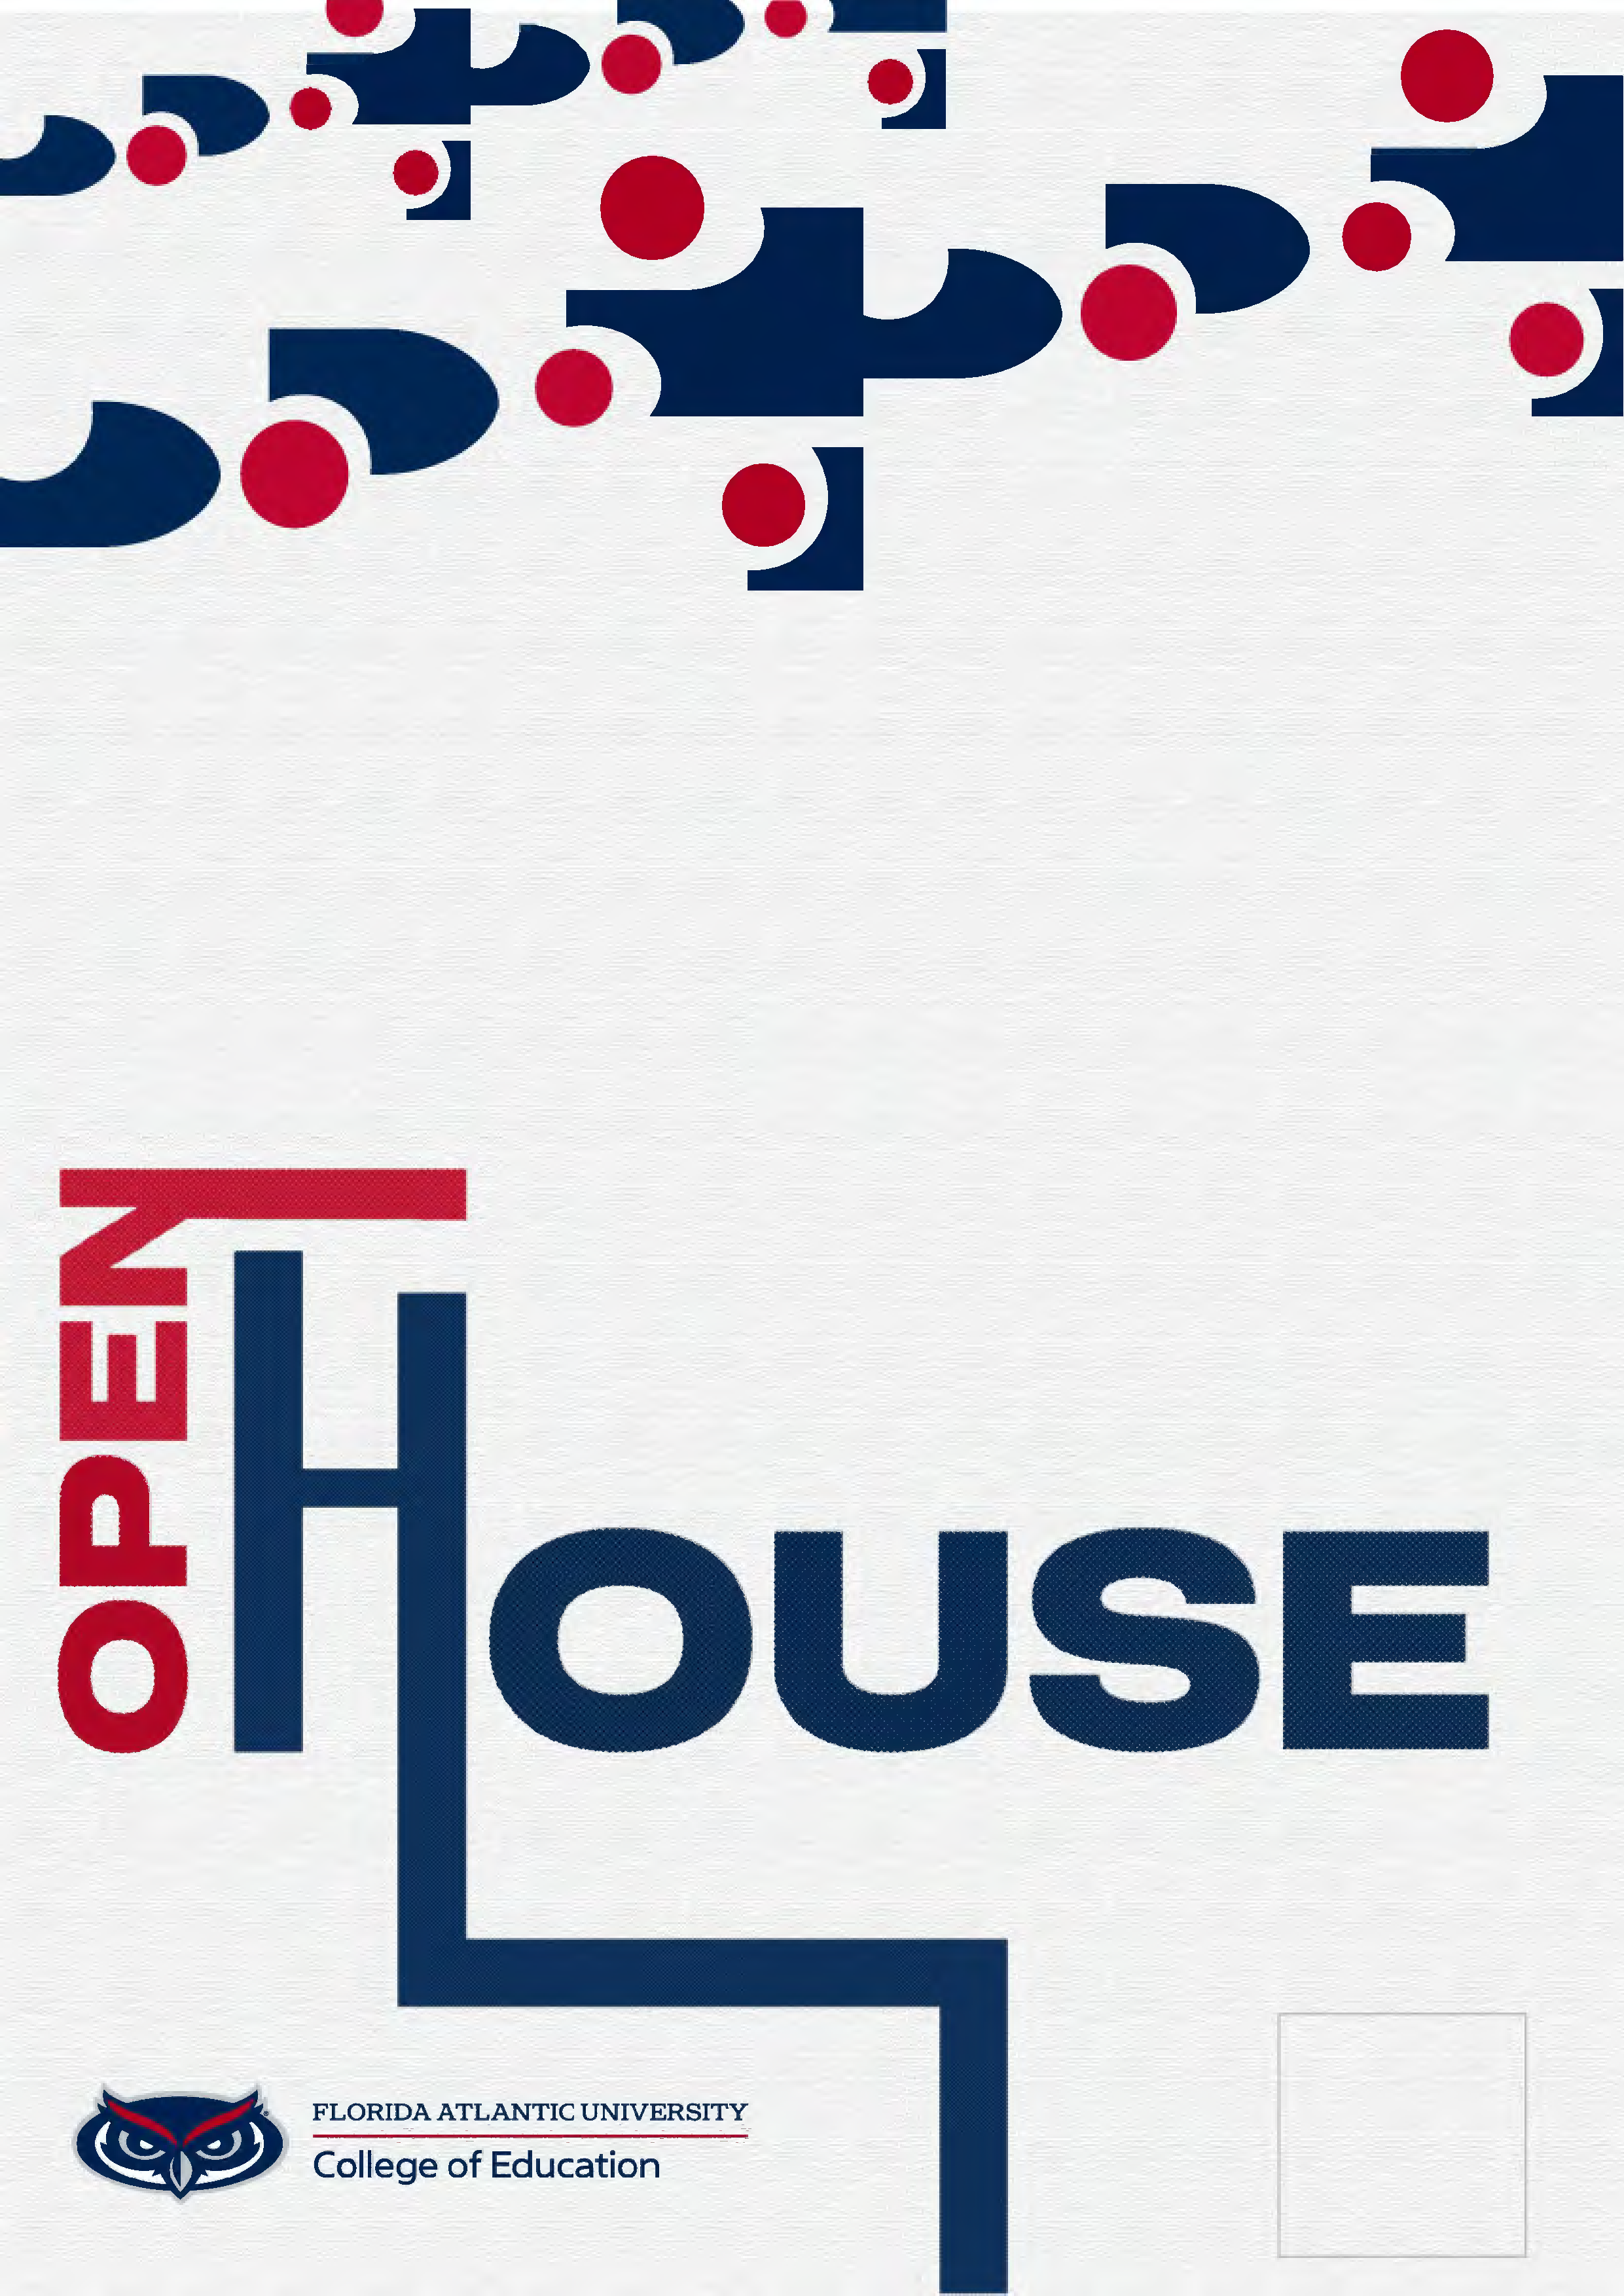 OPEN
HOUSE
FLORIDA ATLANTIC UNIVERSITY
College of Education